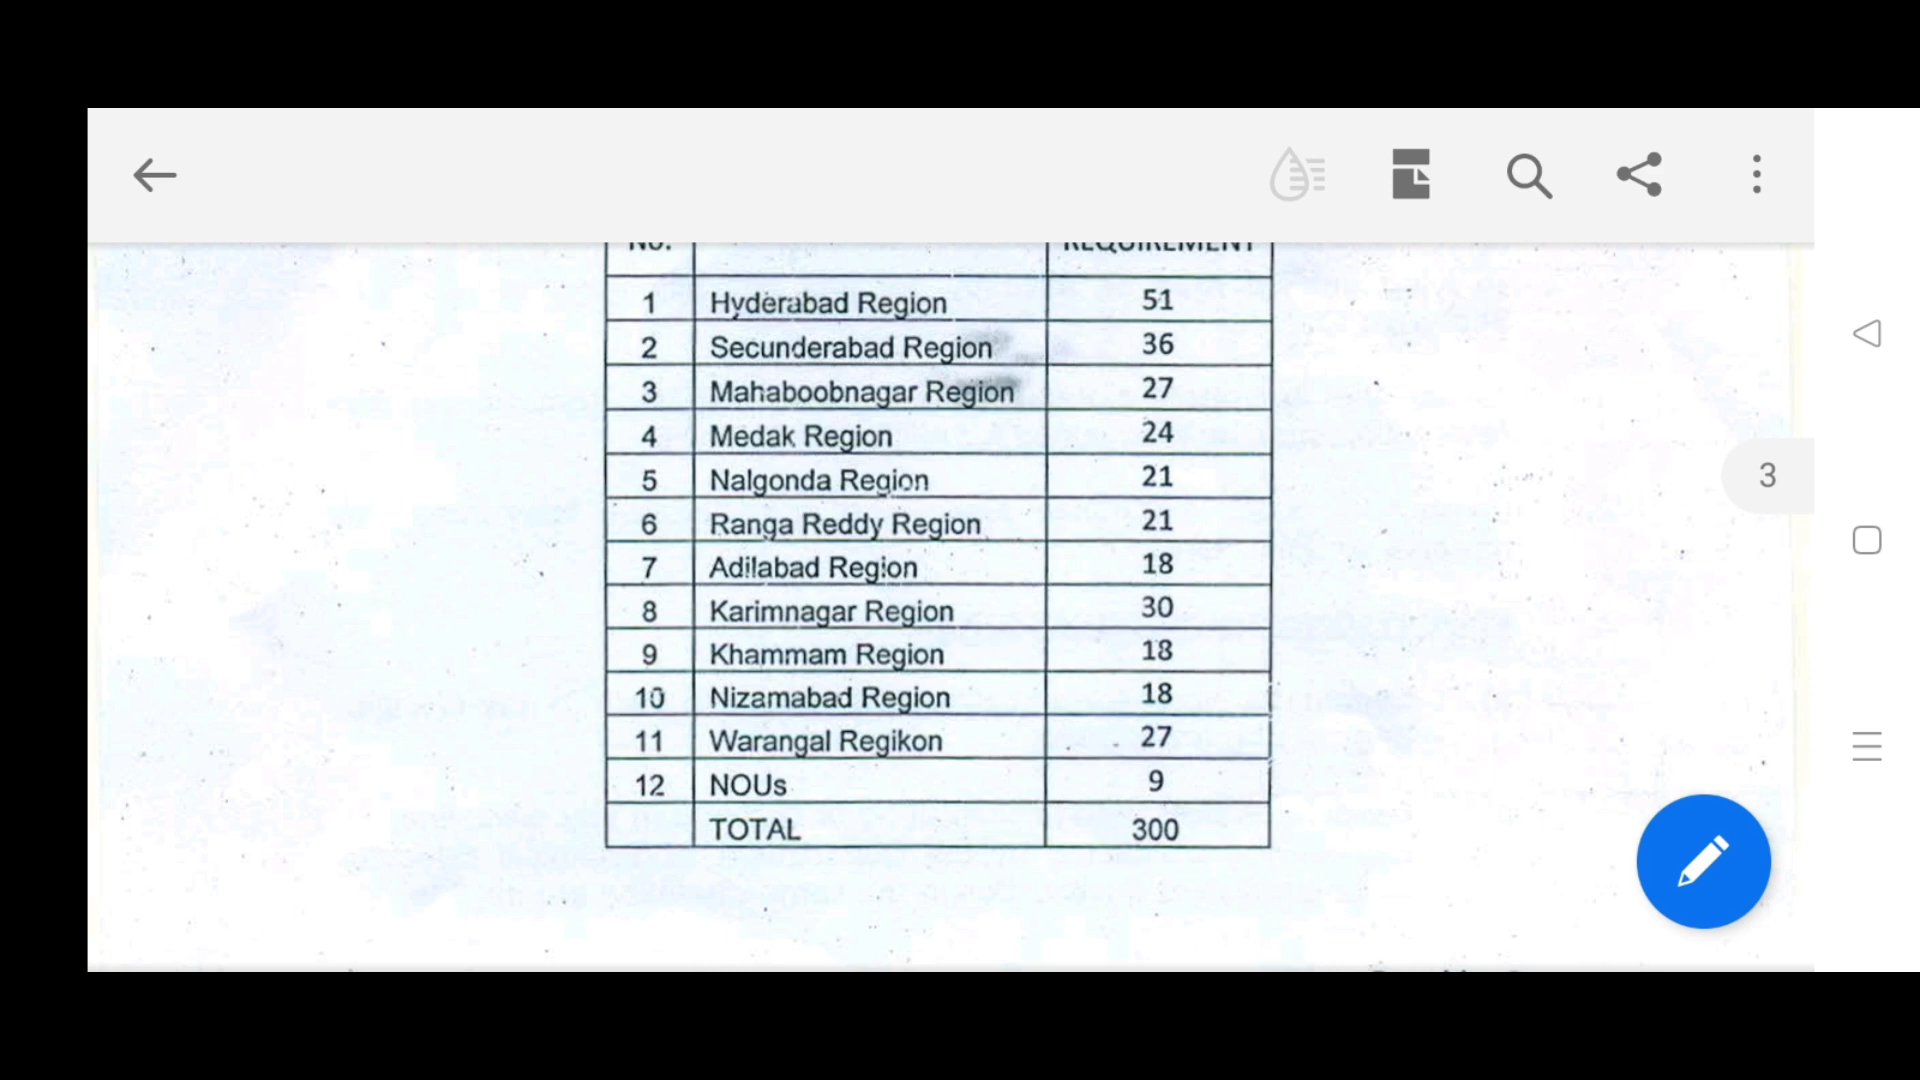 No. REQUIREMENT
1 Hyderabad Region 51
2 Secunderabad Region 36
3 Mahaboobnagar Region 27
4 Medak Region 24
5 Nalgonda Region 21
6 Ranga Reddy Region 21
7 Adilabad Region 18
8 Karimnagar Region 30
9 Khammam Region 18
10 Nizamabad Region 18
11 Warangal Regikon 27
12 NOUs 9
TOTAL 300
3